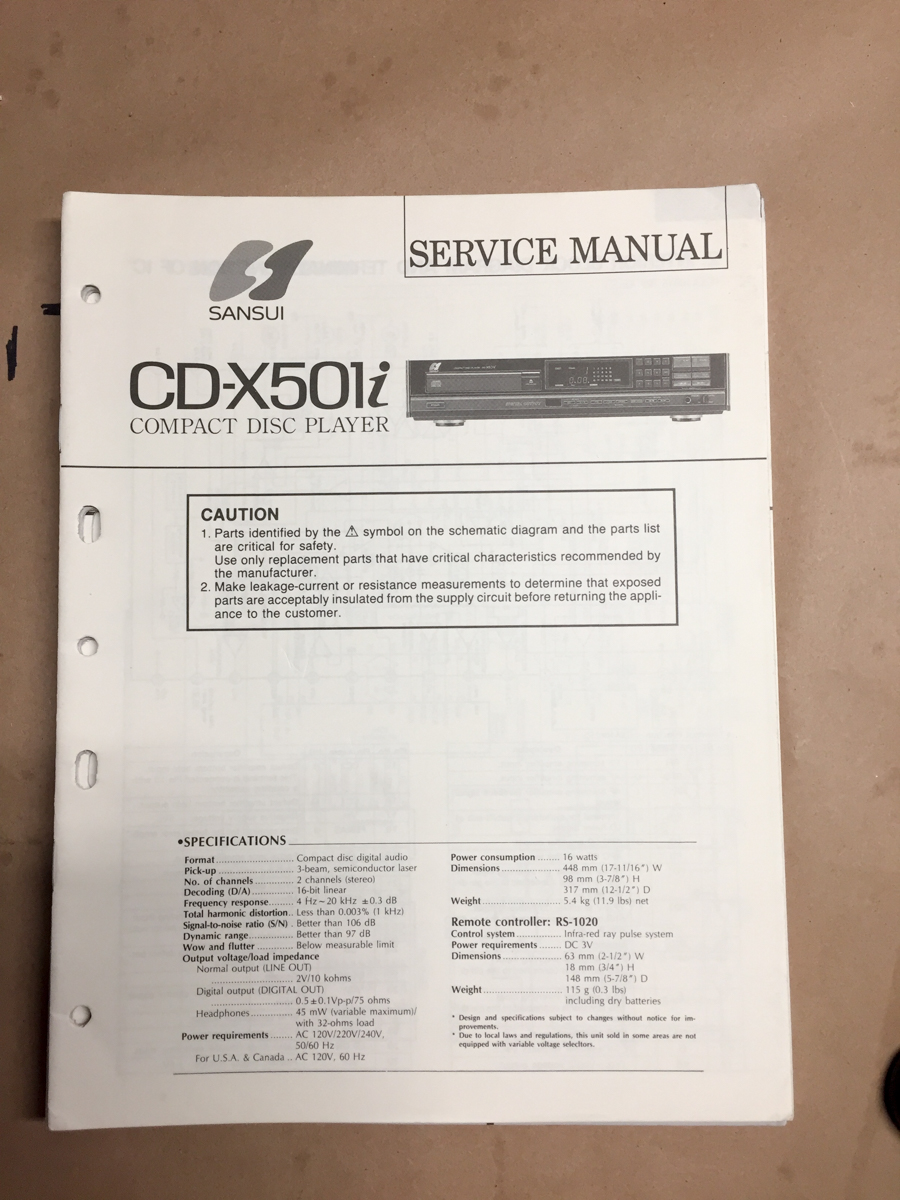 SERVICE MANUAL
SANSUI
CD-X501i
COMPACT DISC PLAYER
CAUTION
1. Parts identified by the ⚠ symbol on the schematic diagram and the parts list
are critical for safety.
Use only replacement parts that have critical characteristics recommended by
the manufacturer.
2. Make leakage-current or resistance measurements to determine that exposed
parts are acceptably insulated from the supply circuit before returning the appli-
ance to the customer.
•SPECIFICATIONS
Format .......................... Compact disc digital audio
Pick-up ......................... 3-beam, semiconductor laser
No. of channels ............. 2 channels (stereo)
Decoding (D/A) ............. 16-bit linear
Frequency response........ 4 Hz~20 kHz ±0.3 dB
Total harmonic distortion.. Less than 0.003% (1 kHz)
Signal-to-noise ratio (S/N) . Better than 106 dB
Dynamic range............... Better than 97 dB
Wow and flutter ............ Below measurable limit
Output voltage/load impedance
Normal output (LINE OUT)
........................... 2V/10 kohms
Digital output (DIGITAL OUT)
........................... 0.5±0.1Vp-p/75 ohms
Headphones.............. 45 mW (variable maximum)/
with 32-ohms load
Power requirements ........ AC 120V/220V/240V,
50/60 Hz
For U.S.A. & Canada .. AC 120V, 60 Hz
Power consumption ........ 16 watts
Dimensions .................... 448 mm (17-11/16") W
98 mm (3-7/8") H
317 mm (12-1/2") D
Weight........................... 5.4 kg (11.9 lbs) net
Remote controller: RS-1020
Control system................ Infra-red ray pulse system
Power requirements........ DC 3V
Dimensions .................... 63 mm (2-1/2") W
18 mm (3/4") H
148 mm (5-7/8") D
Weight........................... 115 g (0.3 lbs)
including dry batteries
* Design and specifications subject to changes without notice for im-
provements.
* Due to local laws and regulations, this unit sold in some areas are not
equipped with variable voltage selecltors.